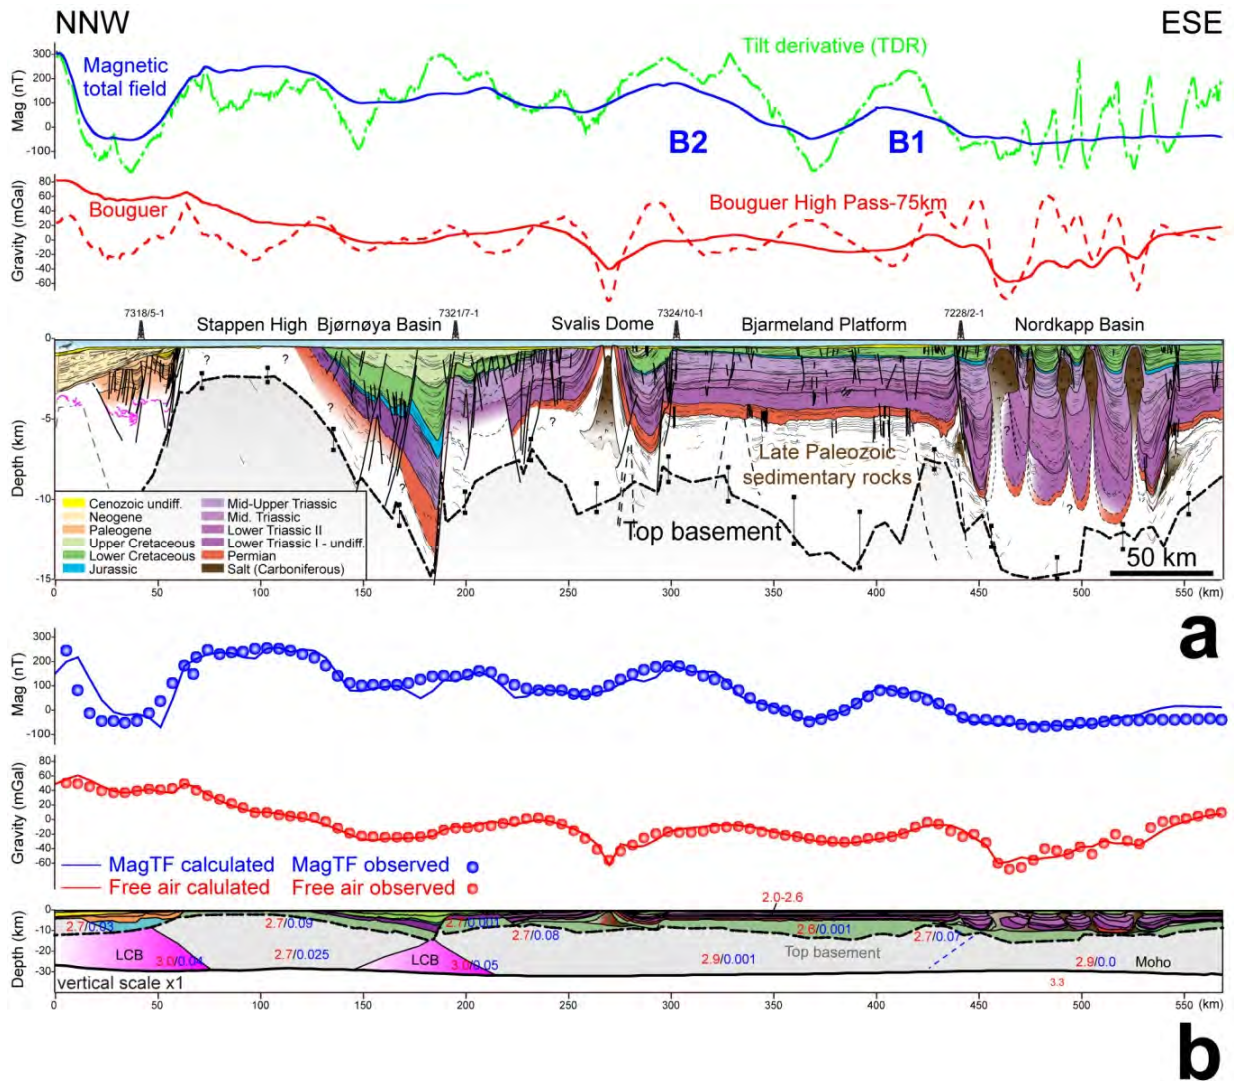 NNW
ESE
300
200
100
0
-100
Mag (nT)
Magnetic
total field
Tilt derivative (TDR)
B2
B1
80
60
40
20
0
-20
-40
-60
Gravity (mGal)
Bouguer
Bouguer High Pass-75km
7318/5-1
7321/7-1
7324/10-1
7228/2-1
Stappen High
Bjørnøya Basin
Svalis Dome
Bjarmeland Platform
Nordkapp Basin
0
-5
-10
-15
Depth (km)
?
?
?
?
?
?
?
Late Paleozoic
sedimentary rocks
Top basement
50 km
Cenozoic undiff.
Neogene
Paleogene
Upper Cretaceous
Lower Cretaceous
Jurassic
Mid-Upper Triassic
Mid. Triassic
Lower Triassic II
Lower Triassic I - undiff.
Permian
Salt (Carboniferous)
0 50 100 150 200 250 300 350 400 450 500 550 (km)
a
300
200
100
0
-100
Mag (nT)
80
60
40
20
0
-20
-40
-60
Gravity (mGal)
MagTF calculated
MagTF observed
Free air calulated
Free air observed
2.0-2.6
0
-10
-20
-30
Depth (km)
2.7/0.03
2.7/0.09
2.7/0.001
2.7/0.08
2.6/0.001
2.7/0.07
LCB
3.0/0.04
2.7/0.025
LCB
3.0/0.05
2.9/0.001
Top basement
2.9/0.0
Moho
vertical scale x1
3.3
0 50 100 150 200 250 300 350 400 450 500 550 (km)
b